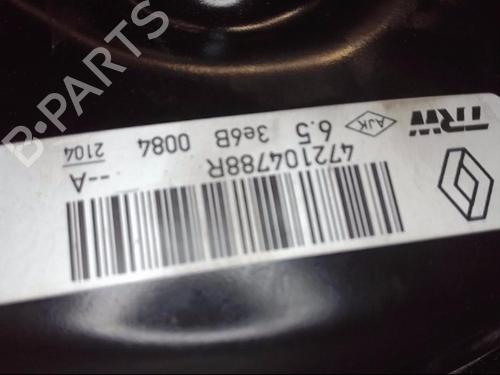 TRW
AJK
6.5 3e6B 0084 2104
472104788R --A
B-PARTS